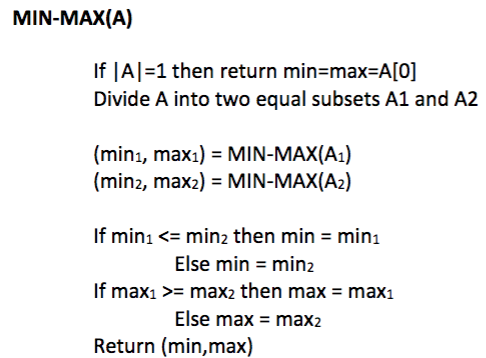 MIN-MAX(A)
If |A|=1 then return min=max=A[0]
Divide A into two equal subsets A1 and A2
(min₁, max₁) = MIN-MAX(A₁)
(min₂, max₂) = MIN-MAX(A₂)
If min₁ <= min₂ then min = min₁
Else min = min₂
If max₁ >= max₂ then max = max₁
Else max = max₂
Return (min,max)